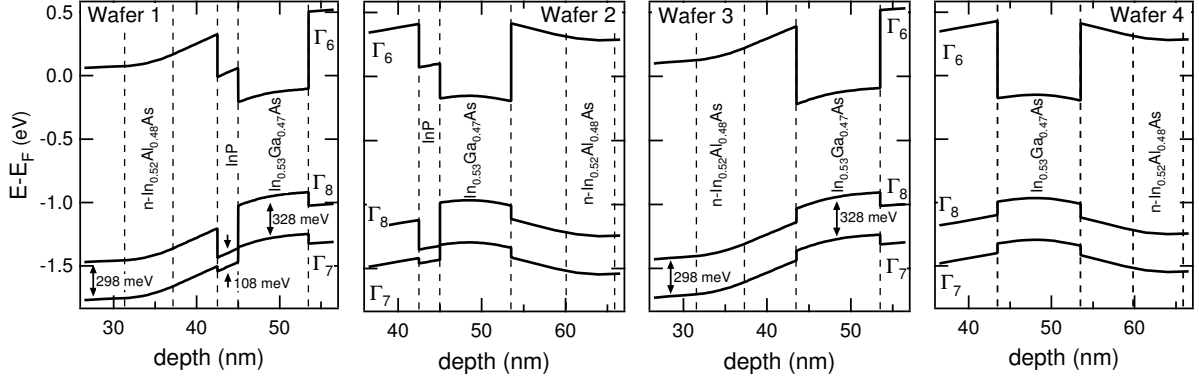 Wafer 1
Γ6
n-In0.52Al0.48As
InP
In0.53Ga0.47As
Γ8
328 meV
298 meV
108 meV
Γ7
0.5
0.0
-0.5
-1.0
-1.5
E-EF (eV)
30 40 50
depth (nm)
Wafer 2
Γ6
InP
In0.53Ga0.47As
n-In0.52Al0.48As
Γ8
Γ7
40 50 60
depth (nm)
Wafer 3
Γ6
n-In0.52Al0.48As
In0.53Ga0.47As
Γ8
328 meV
298 meV
Γ7
30 40 50
depth (nm)
Wafer 4
Γ6
In0.53Ga0.47As
n-In0.52Al0.48As
Γ8
Γ7
40 50 60
depth (nm)